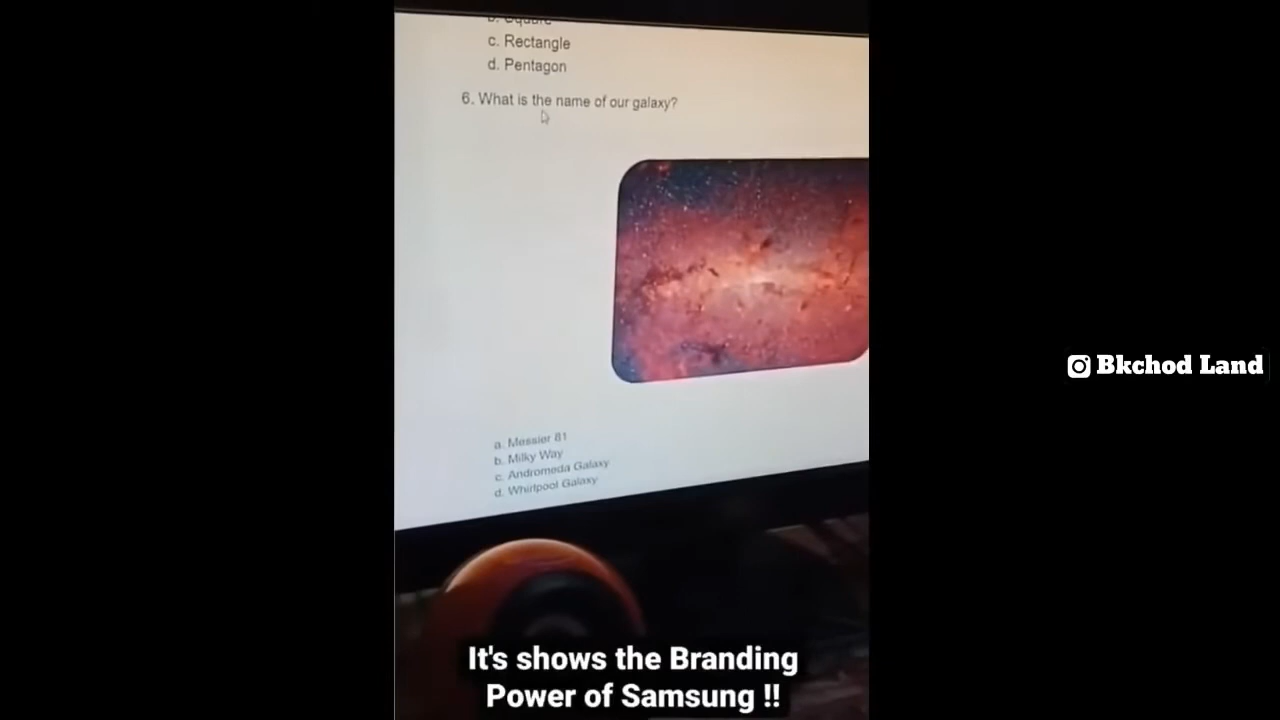 c. Rectangle
d. Pentagon
6. What is the name of our galaxy?
a. Messier 81
b. Milky Way
c. Andromeda Galaxy
d. Whirlpool Galaxy
Bkchod Land
It's shows the Branding
Power of Samsung !!